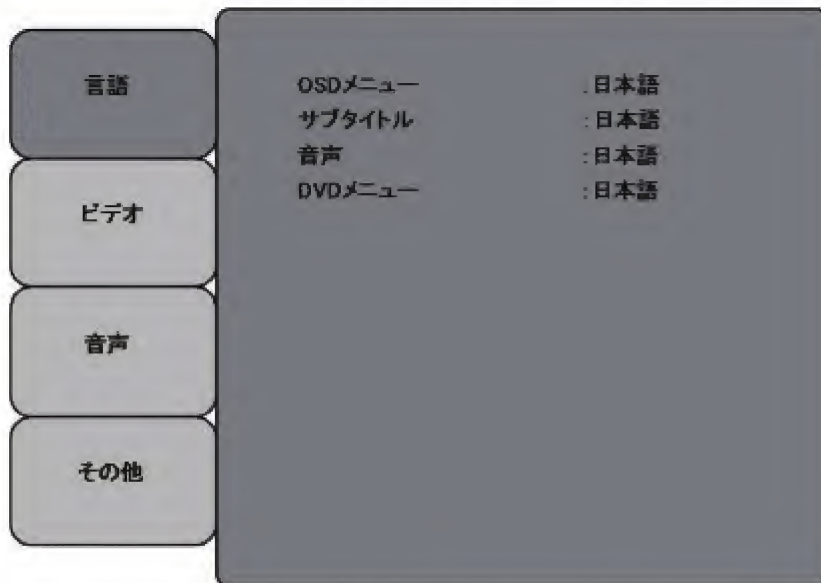 言語
ビデオ
音声
その他
OSDメニュー :日本語
サブタイトル :日本語
音声 :日本語
DVDメニュー :日本語